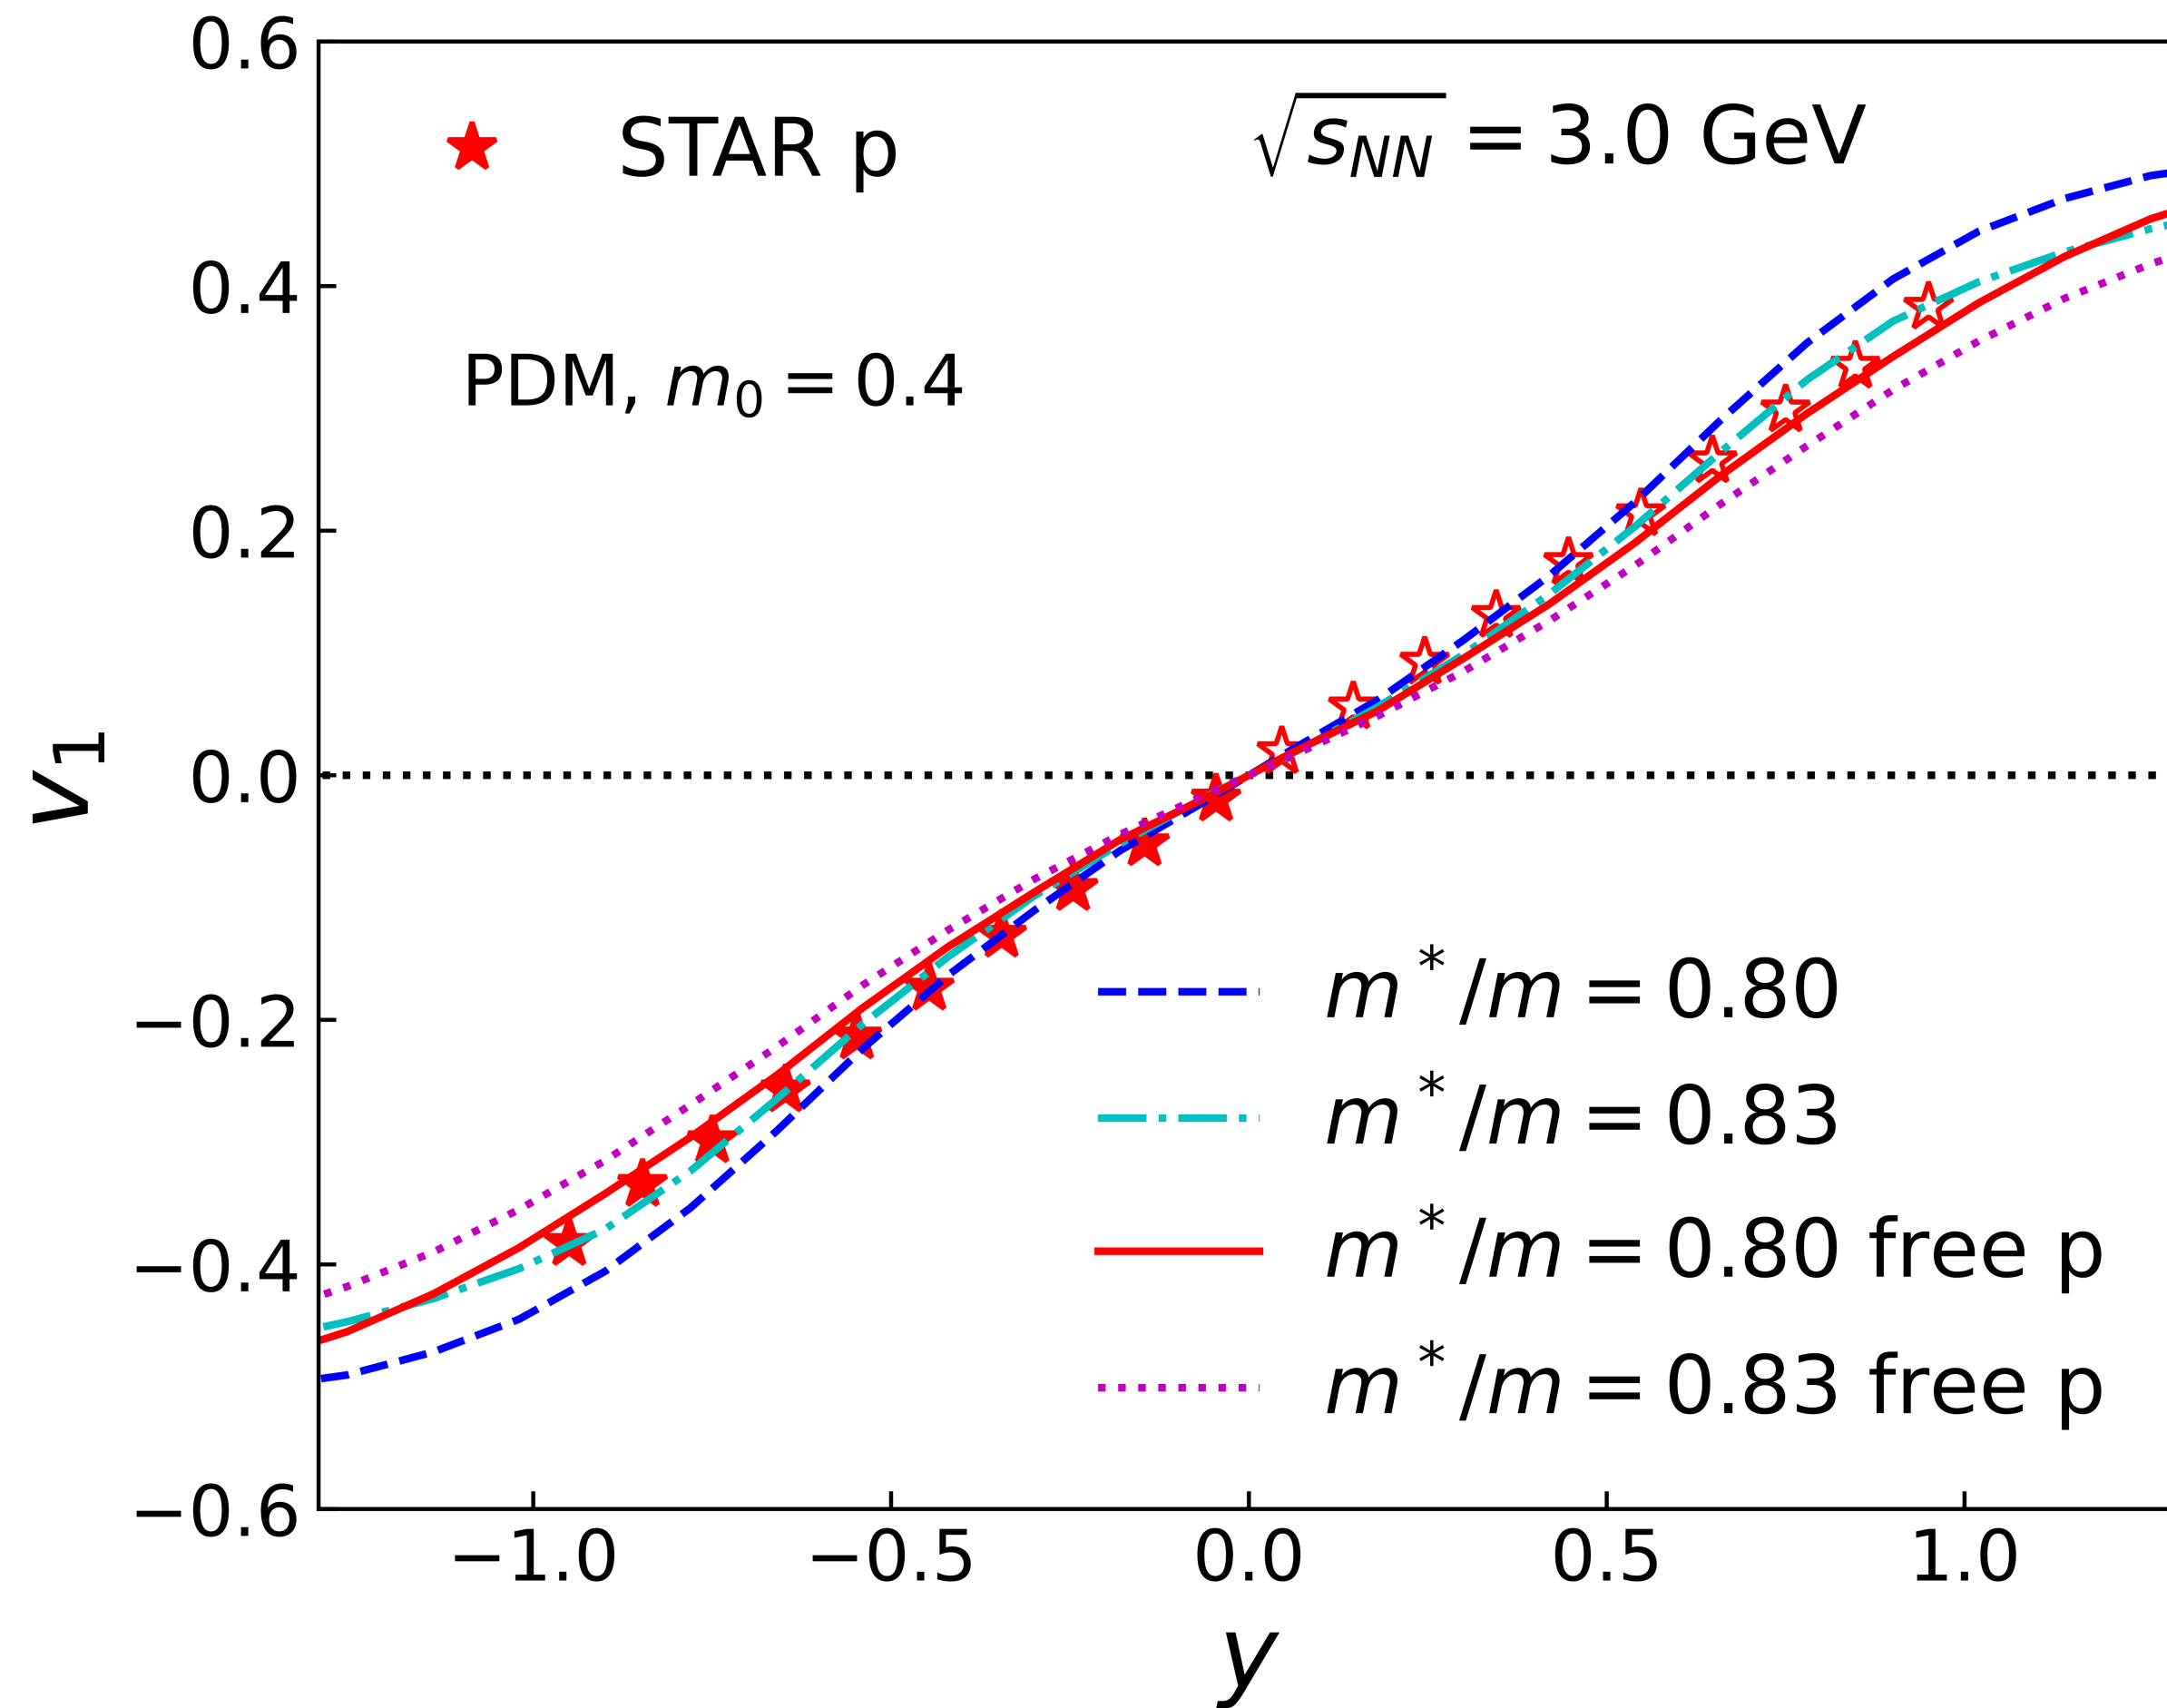 0.6
STAR p
√sNN = 3.0 GeV
0.4
PDM, m₀ = 0.4
0.2
0.0
v₁
−0.2
−0.4
−0.6
m*/m = 0.80
m*/m = 0.83
m*/m = 0.80 free p
m*/m = 0.83 free p
−1.0 −0.5 0.0 0.5 1.0
y